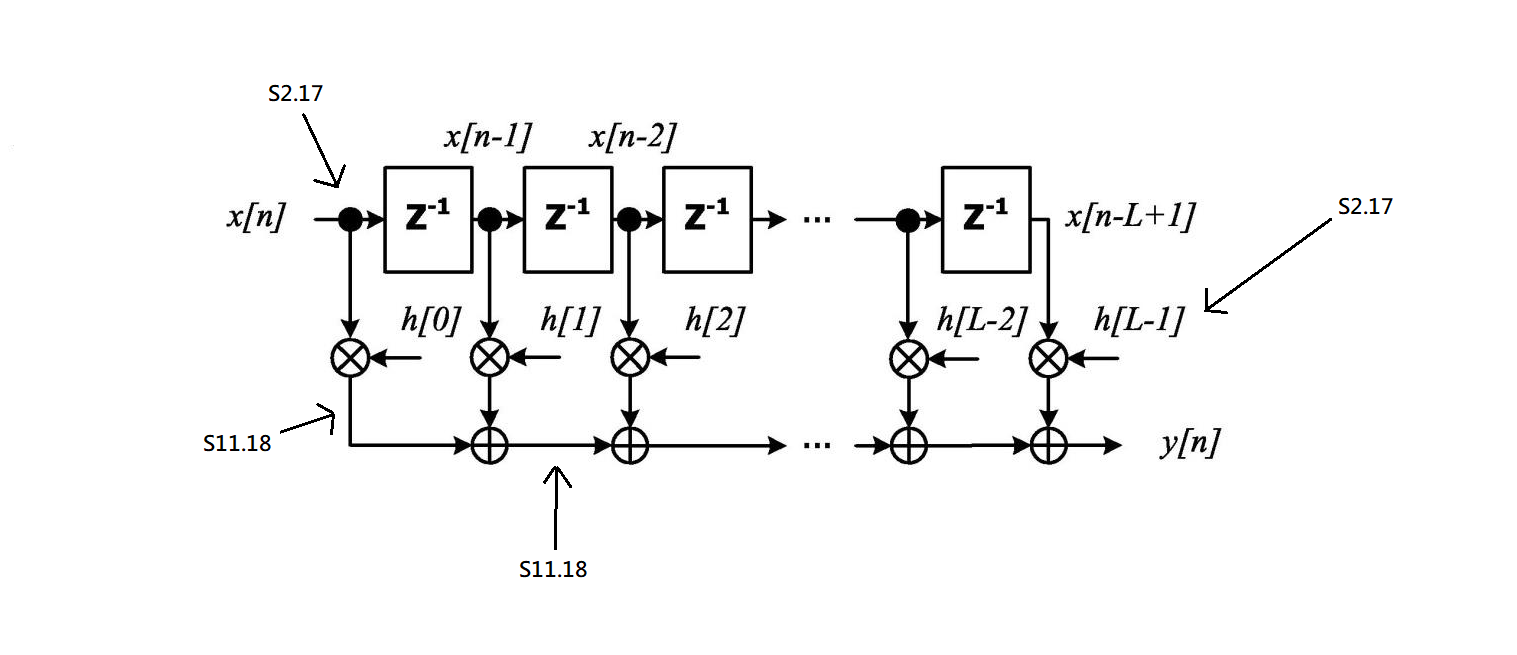 S2.17
x[n-1]
x[n-2]
x[n]
z-1
z-1
z-1
...
z-1
x[n-L+1]
S2.17
h[0]
h[1]
h[2]
h[L-2]
h[L-1]
S11.18
...
y[n]
S11.18